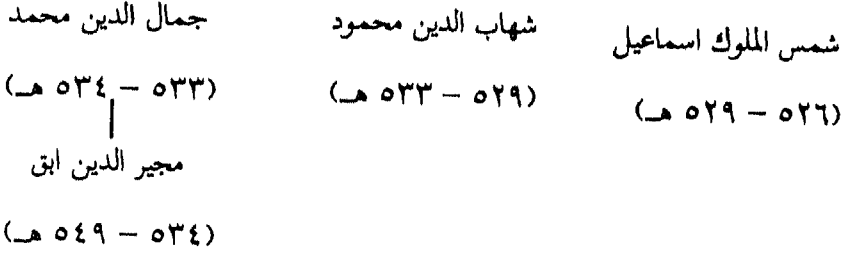 شمس الملوك اسماعيل
(٥٢٦ – ٥٢٩ هـ)
شهاب الدين محمود
(٥٢٩ – ٥٣٣ هـ)
جمال الدين محمد
(٥٣٣ – ٥٣٤ هـ)
مجير الدين ابق
(٥٣٤ – ٥٤٩ هـ)